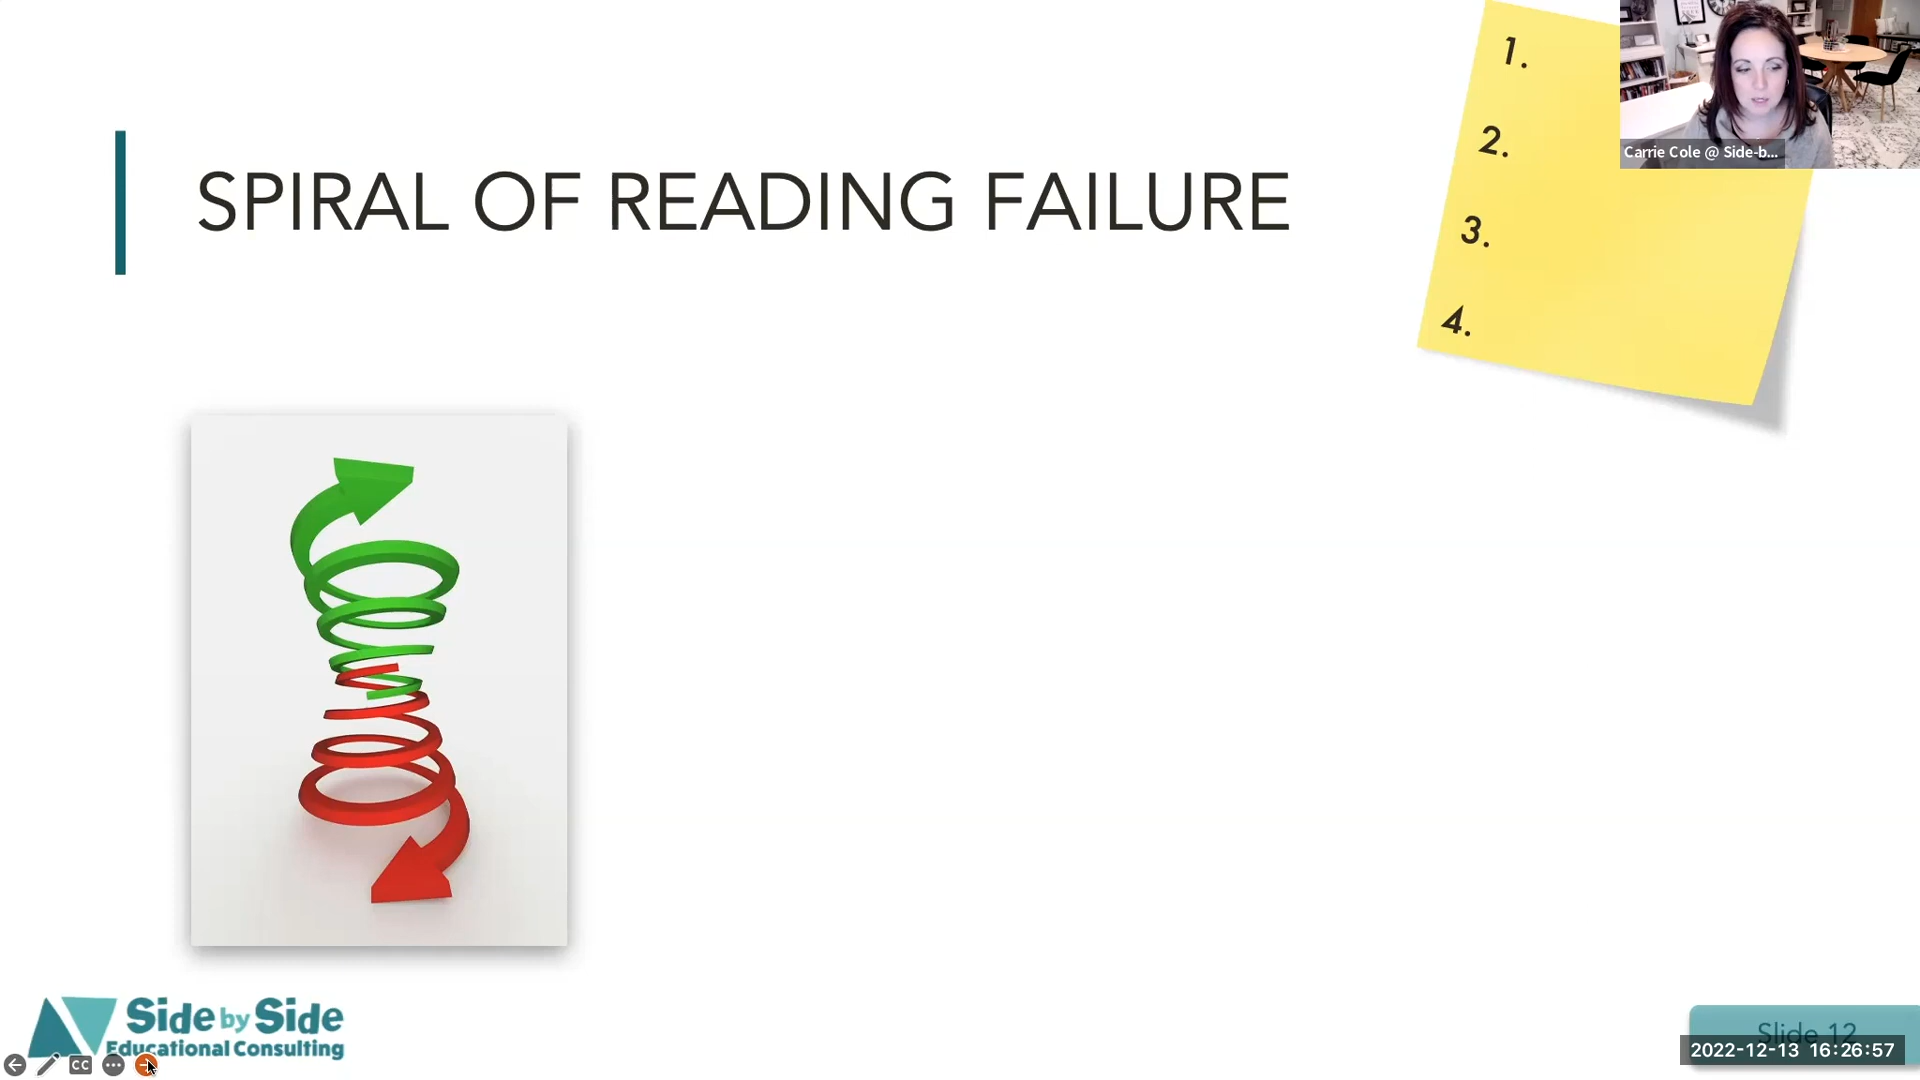 SPIRAL OF READING FAILURE
1.
2.
3.
4.
Carrie Cole @ Side-b...
Side by Side
Educational Consulting
CC
Slide 12
2022-12-13 16:26:57